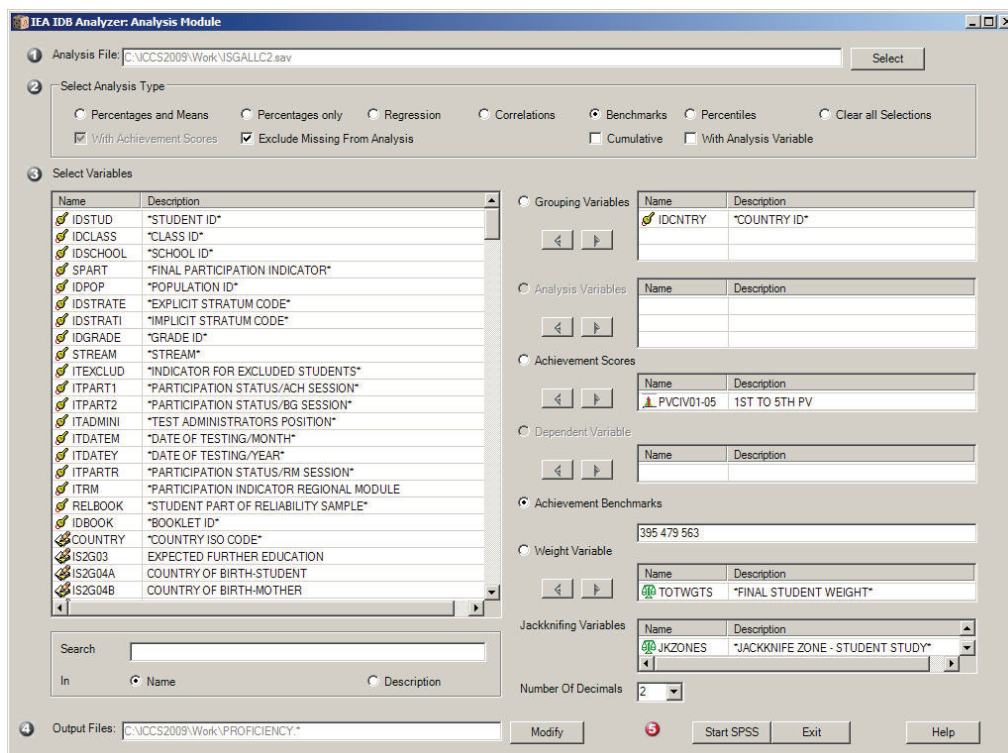 IEA IDB Analyzer: Analysis Module
1 Analysis File: C:\ICCS2009\Work\ISGALLC2.sav Select
2 Select Analysis Type
Percentages and Means Percentages only Regression Correlations Benchmarks Percentiles Clear all Selections
With Achievement Scores Exclude Missing From Analysis Cumulative With Analysis Variable
3 Select Variables
Name Description
IDSTUD *STUDENT ID*
IDCLASS *CLASS ID*
IDSCHOOL *SCHOOL ID*
SPART *FINAL PARTICIPATION INDICATOR*
IDPOP *POPULATION ID*
IDSTRATE *EXPLICIT STRATUM CODE*
IDSTRATI *IMPLICIT STRATUM CODE*
IDGRADE *GRADE ID*
STREAM *STREAM*
ITEXCLUD *INDICATOR FOR EXCLUDED STUDENTS*
ITPART1 *PARTICIPATION STATUS/ACH SESSION*
ITPART2 *PARTICIPATION STATUS/BG SESSION*
ITADMINI *TEST ADMINISTRATORS POSITION*
ITDATEM *DATE OF TESTING/MONTH*
ITDATEY *DATE OF TESTING/YEAR*
ITPARTR *PARTICIPATION STATUS/RM SESSION*
ITRM *PARTICIPATION INDICATOR REGIONAL MODULE
RELBOOK *STUDENT PART OF RELIABILITY SAMPLE*
IDBOOK *BOOKLET ID*
COUNTRY *COUNTRY ISO CODE*
IS2G03 EXPECTED FURTHER EDUCATION
IS2G04A COUNTRY OF BIRTH-STUDENT
IS2G04B COUNTRY OF BIRTH-MOTHER
Search
In Name Description
Grouping Variables
Name Description
IDCNTRY *COUNTRY ID*
Analysis Variables
Name Description
Achievement Scores
Name Description
PVCIV01-05 1ST TO 5TH PV
Dependent Variable
Name Description
Achievement Benchmarks
395 479 563
Weight Variable
Name Description
TOTWGTS *FINAL STUDENT WEIGHT*
Jackknifing Variables
Name Description
JKZONES *JACKKNIFE ZONE - STUDENT STUDY*
Number Of Decimals 2
4 Output Files: C:\ICCS2009\Work\PROFICIENCY.* Modify 5 Start SPSS Exit Help